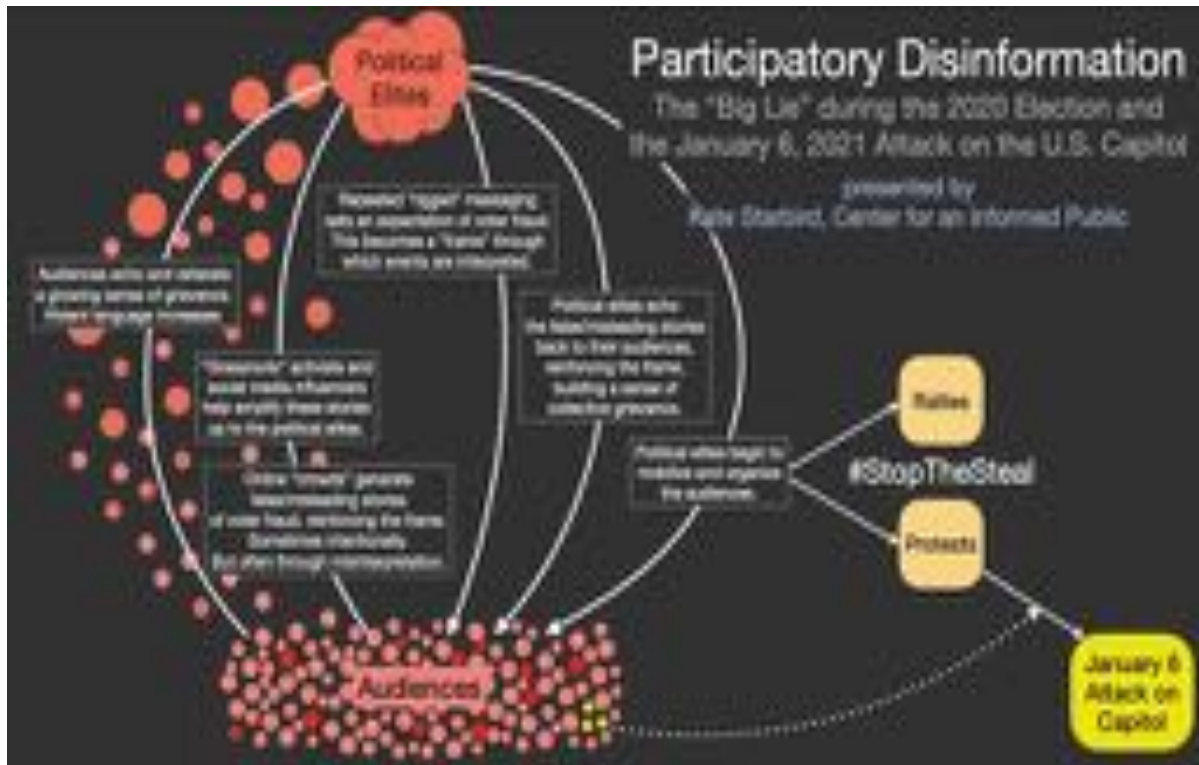 Political
Elites
Participatory Disinformation
The "Big Lie" during the 2020 Election and
the January 6, 2021 Attack on the U.S. Capitol
presented by
Kate Starbird, Center for an Informed Public
Repeated "rigged" messaging
sets an expectation of voter fraud.
This becomes a "frame" through
which events are interpreted.
Audiences echo and
a growing sense of grievance.
Violent language increases.
Political elites echo
the false/misleading stories
back to their audiences,
reinforcing the frame,
building a sense of
collective grievance.
"Grassroots" activists and
social media influencers
help amplify these stories
up to the political elites.
Rallies
Political elites begin to
mobilize and organize
the audiences.
#StopTheSteal
Online "crowds" generate
false/misleading stories
of voter fraud, reinforcing the frame.
Sometimes intentionally.
But often through misinterpretation.
Protests
Audiences
January 6
Attack on
Capitol